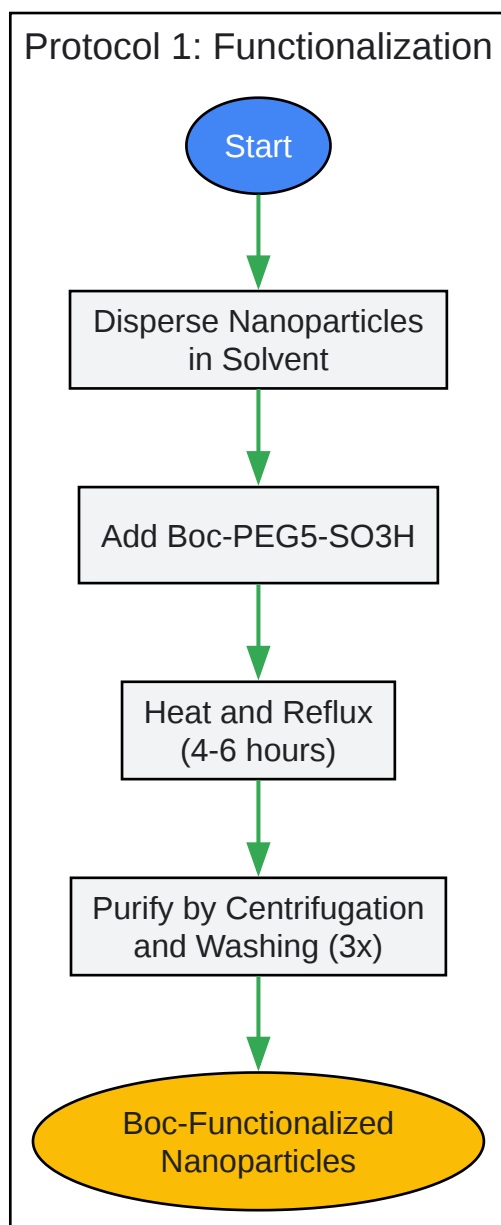 Protocol 1: Functionalization
Start
Disperse Nanoparticles
in Solvent
Add Boc-PEG5-SO3H
Heat and Reflux
(4-6 hours)
Purify by Centrifugation
and Washing (3x)
Boc-Functionalized
Nanoparticles